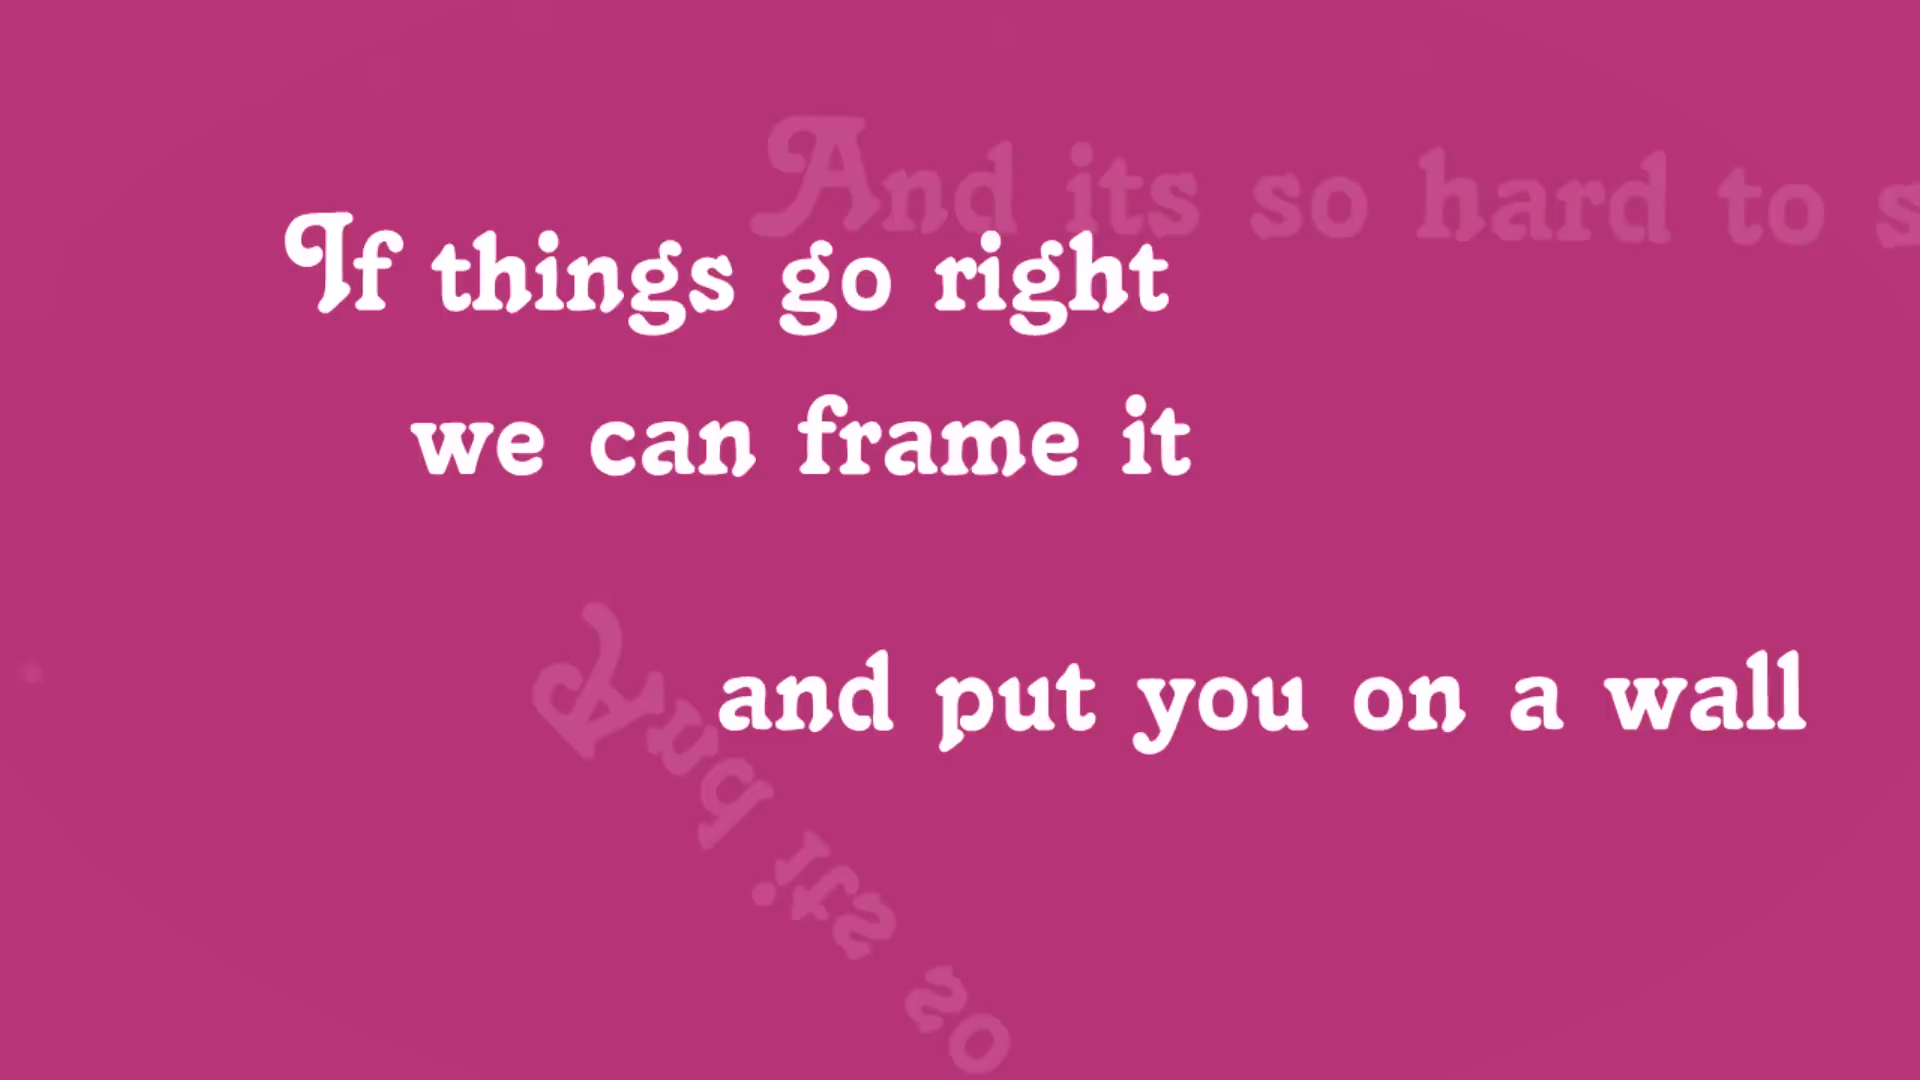 And its so hard to s
If things go right
we can frame it
and put you on a wall
And its so